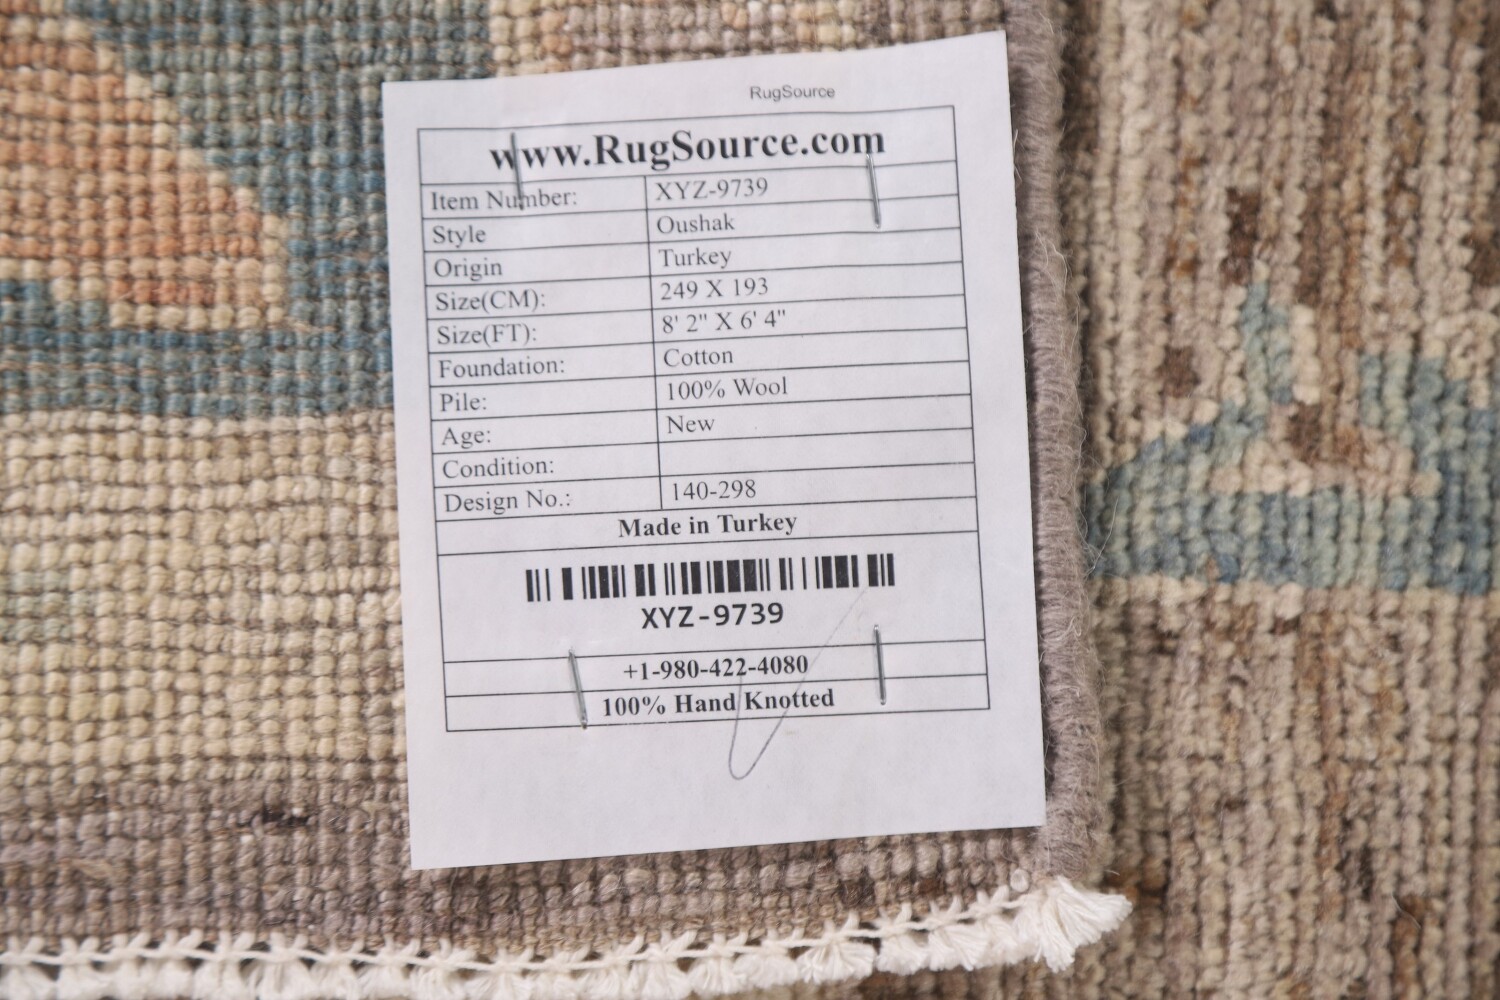 RugSource
www.RugSource.com
Item Number: XYZ-9739
Style Oushak
Origin Turkey
Size(CM): 249 X 193
Size(FT): 8' 2" X 6' 4"
Foundation: Cotton
Pile: 100% Wool
Age: New
Condition:
Design No.: 140-298
Made in Turkey
XYZ-9739
+1-980-422-4080
100% Hand Knotted